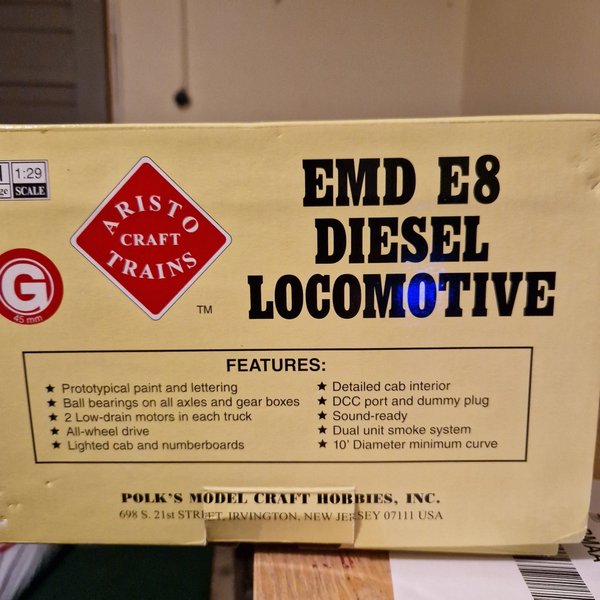 1:29
SCALE
ARISTO
CRAFT
TRAINS
TM
G
45 mm
EMD E8
DIESEL
LOCOMOTIVE
FEATURES:
★ Prototypical paint and lettering
★ Ball bearings on all axles and gear boxes
★ 2 Low-drain motors in each truck
★ All-wheel drive
★ Lighted cab and numberboards
★ Detailed cab interior
★ DCC port and dummy plug
★ Sound-ready
★ Dual unit smoke system
★ 10' Diameter minimum curve
POLK'S MODEL CRAFT HOBBIES, INC.
698 S. 21st STREET, IRVINGTON, NEW JERSEY 07111 USA